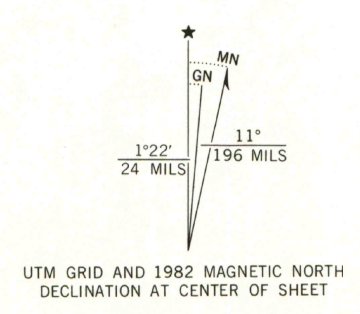 ★
MN
GN
1°22' 11°
24 MILS 196 MILS
UTM GRID AND 1982 MAGNETIC NORTH
DECLINATION AT CENTER OF SHEET